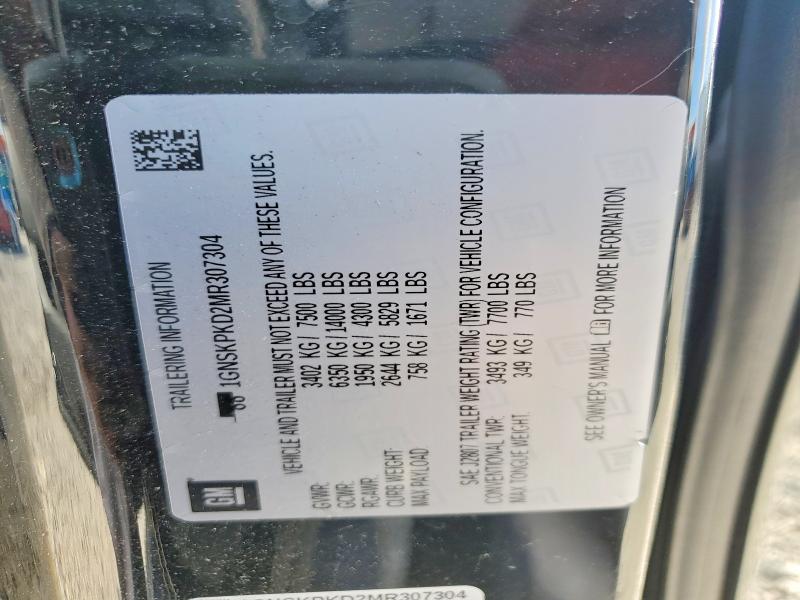 GM
TRAILERING INFORMATION
1GNSKPKD2MR307304
VEHICLE AND TRAILER MUST NOT EXCEED ANY OF THESE VALUES.
GVWR: 3402 KG / 7500 LBS
GCWR: 6350 KG / 14000 LBS
RGAWR: 1950 KG / 4300 LBS
CURB WEIGHT: 2644 KG / 5829 LBS
MAX PAYLOAD: 758 KG / 1671 LBS
SAE J2807 TRAILER WEIGHT RATING (TWR) FOR VEHICLE CONFIGURATION.
CONVENTIONAL TWR: 3493 KG / 7700 LBS
MAX TONGUE WEIGHT: 349 KG / 770 LBS
SEE OWNER'S MANUAL FOR MORE INFORMATION
1GNSKPKD2MR307304